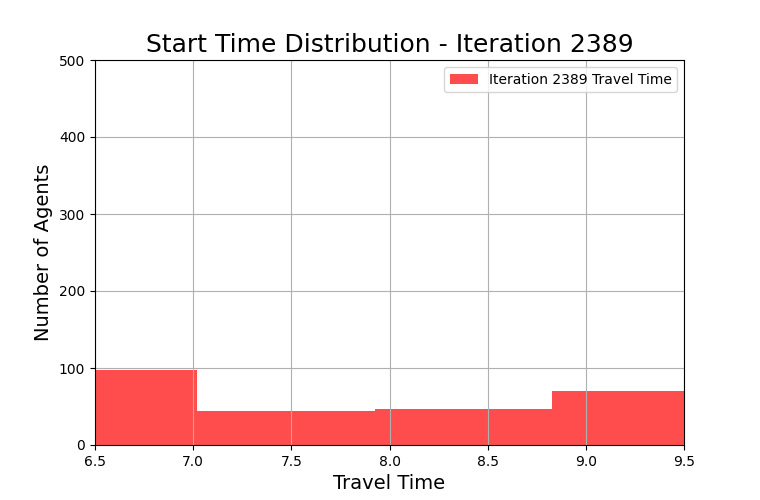 Start Time Distribution - Iteration 2389
Iteration 2389 Travel Time
Number of Agents
500
400
300
200
100
0
6.5 7.0 7.5 8.0 8.5 9.0 9.5
Travel Time